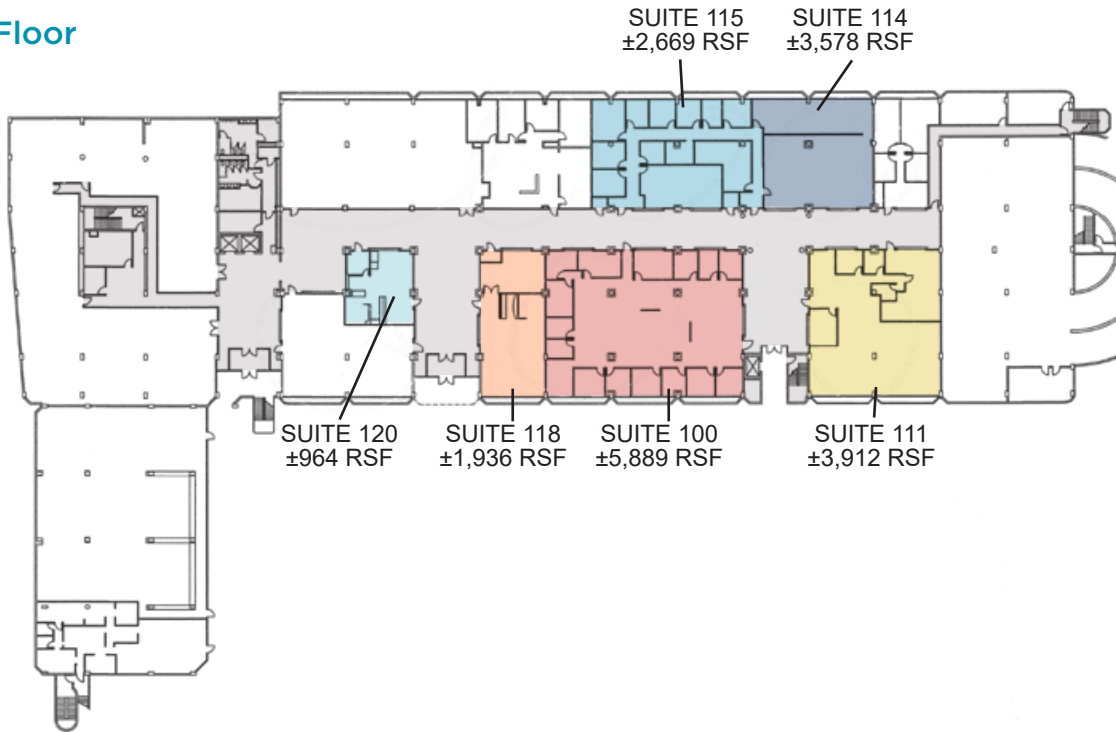 Floor
SUITE 115
±2,669 RSF
SUITE 114
±3,578 RSF
SUITE 120
±964 RSF
SUITE 118
±1,936 RSF
SUITE 100
±5,889 RSF
SUITE 111
±3,912 RSF